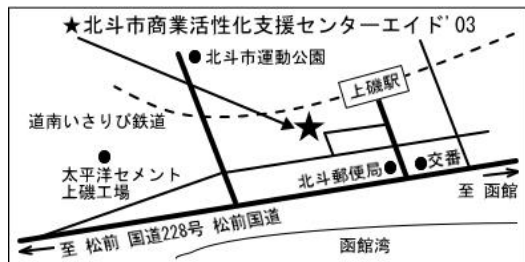 ★北斗市商業活性化支援センターエイド'03
北斗市運動公園
上磯駅
道南いさりび鉄道
太平洋セメント
上磯工場
北斗郵便局
交番
至 函館
至 松前 国道228号 松前国道
函館湾